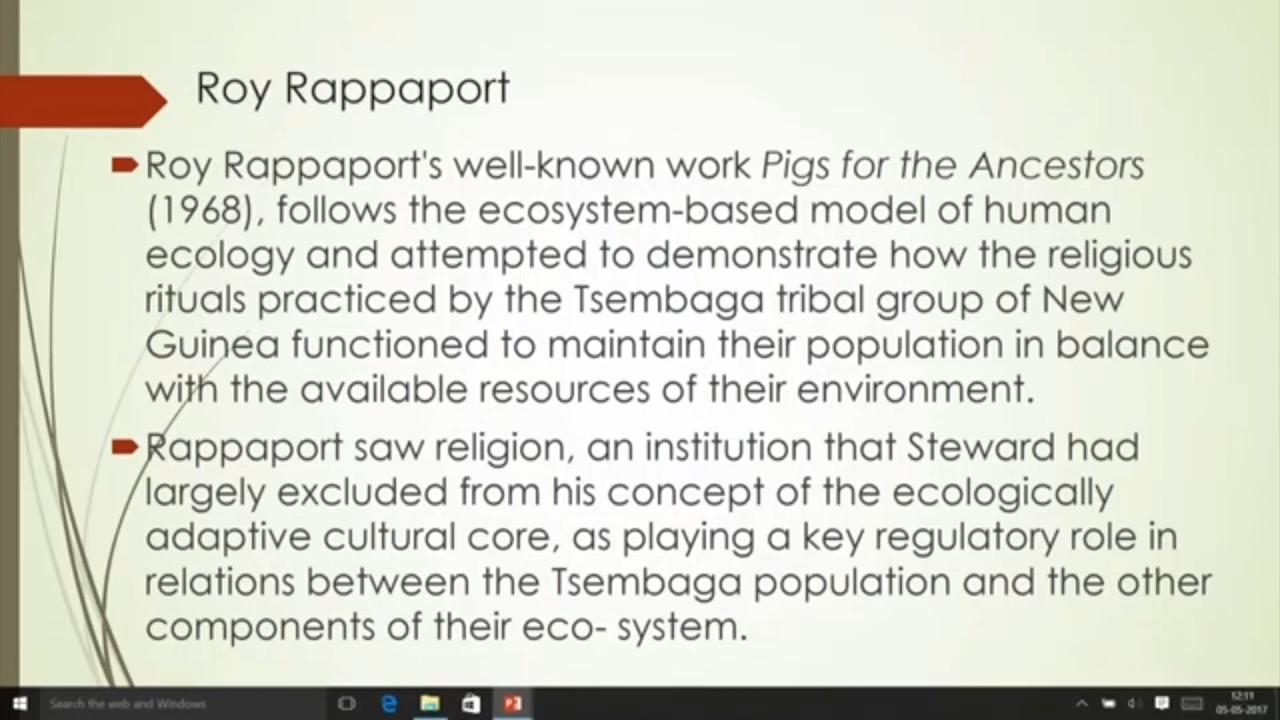 Roy Rappaport
Roy Rappaport's well-known work Pigs for the Ancestors
(1968), follows the ecosystem-based model of human
ecology and attempted to demonstrate how the religious
rituals practiced by the Tsembaga tribal group of New
Guinea functioned to maintain their population in balance
with the available resources of their environment.
Rappaport saw religion, an institution that Steward had
largely excluded from his concept of the ecologically
adaptive cultural core, as playing a key regulatory role in
relations between the Tsembaga population and the other
components of their eco- system.
Search the web and Windows
12:11
05-05-2017